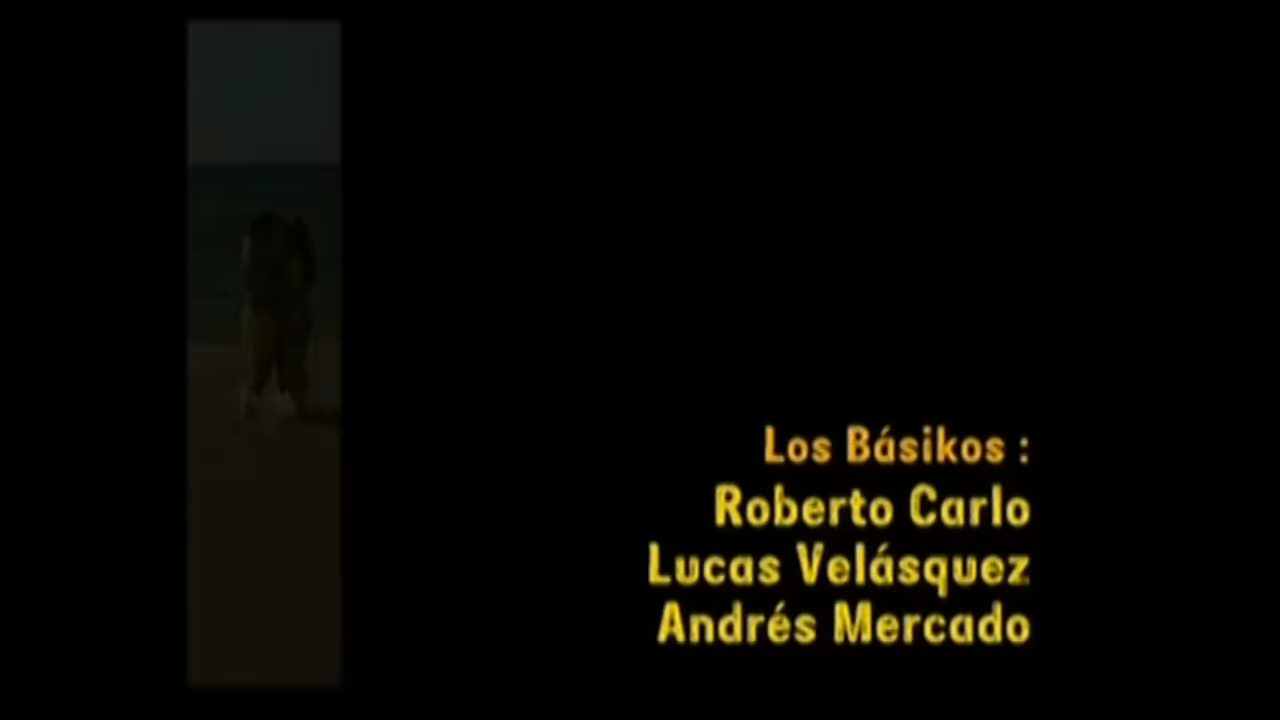 Los Básikos :
Roberto Carlo
Lucas Velásquez
Andrés Mercado